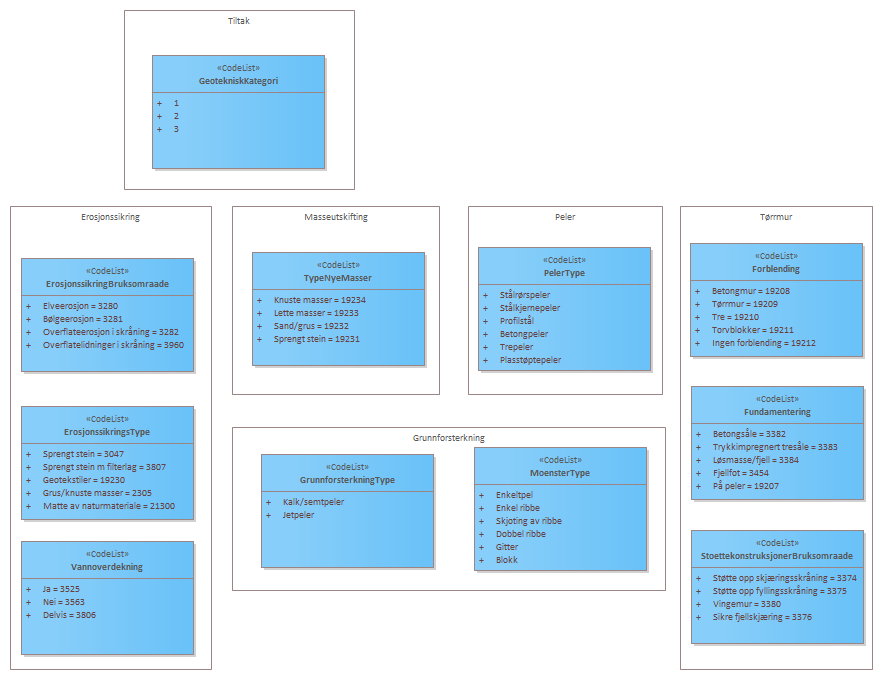 Tiltak
«CodeList»
GeotekniskKategori
+ 1
+ 2
+ 3
Erosjonssikring
«CodeList»
ErosjonssikringBruksomraade
+ Elveerosjon = 3280
+ Bølgeerosjon = 3281
+ Overflateerosjon i skråning = 3282
+ Overflatelidninger i skråning = 3960
«CodeList»
ErosjonssikringsType
+ Sprengt stein = 3047
+ Sprengt stein m filterlag = 3807
+ Geotekstiler = 19230
+ Grus/knuste masser = 2305
+ Matte av naturmateriale = 21300
«CodeList»
Vannoverdekning
+ Ja = 3525
+ Nei = 3563
+ Delvis = 3806
Masseutskifting
«CodeList»
TypeNyeMasser
+ Knuste masser = 19234
+ Lette masser = 19233
+ Sand/grus = 19232
+ Sprengt stein = 19231
Peler
«CodeList»
PelerType
+ Stålrørspeler
+ Stålkjernepeler
+ Profilstål
+ Betongpeler
+ Trepeler
+ Plasstøptepeler
Grunnforsterkning
«CodeList»
GrunnforsterkningType
+ Kalk/semtpeler
+ Jetpeler
«CodeList»
MoensterType
+ Enkeltpel
+ Enkel ribbe
+ Skjoting av ribbe
+ Dobbel ribbe
+ Gitter
+ Blokk
Tørrmur
«CodeList»
Forblending
+ Betongmur = 19208
+ Tørrmur = 19209
+ Tre = 19210
+ Torvblokker = 19211
+ Ingen forblending = 19212
«CodeList»
Fundamentering
+ Betongsåle = 3382
+ Trykkimpregnert tresåle = 3383
+ Løsmasse/fjell = 3384
+ Fjellfot = 3454
+ På peler = 19207
«CodeList»
StoettekonstruksjonerBruksomraade
+ Støtte opp skjæringsskråning = 3374
+ Støtte opp fyllingsskråning = 3375
+ Vingemur = 3380
+ Sikre fjellskjæring = 3376